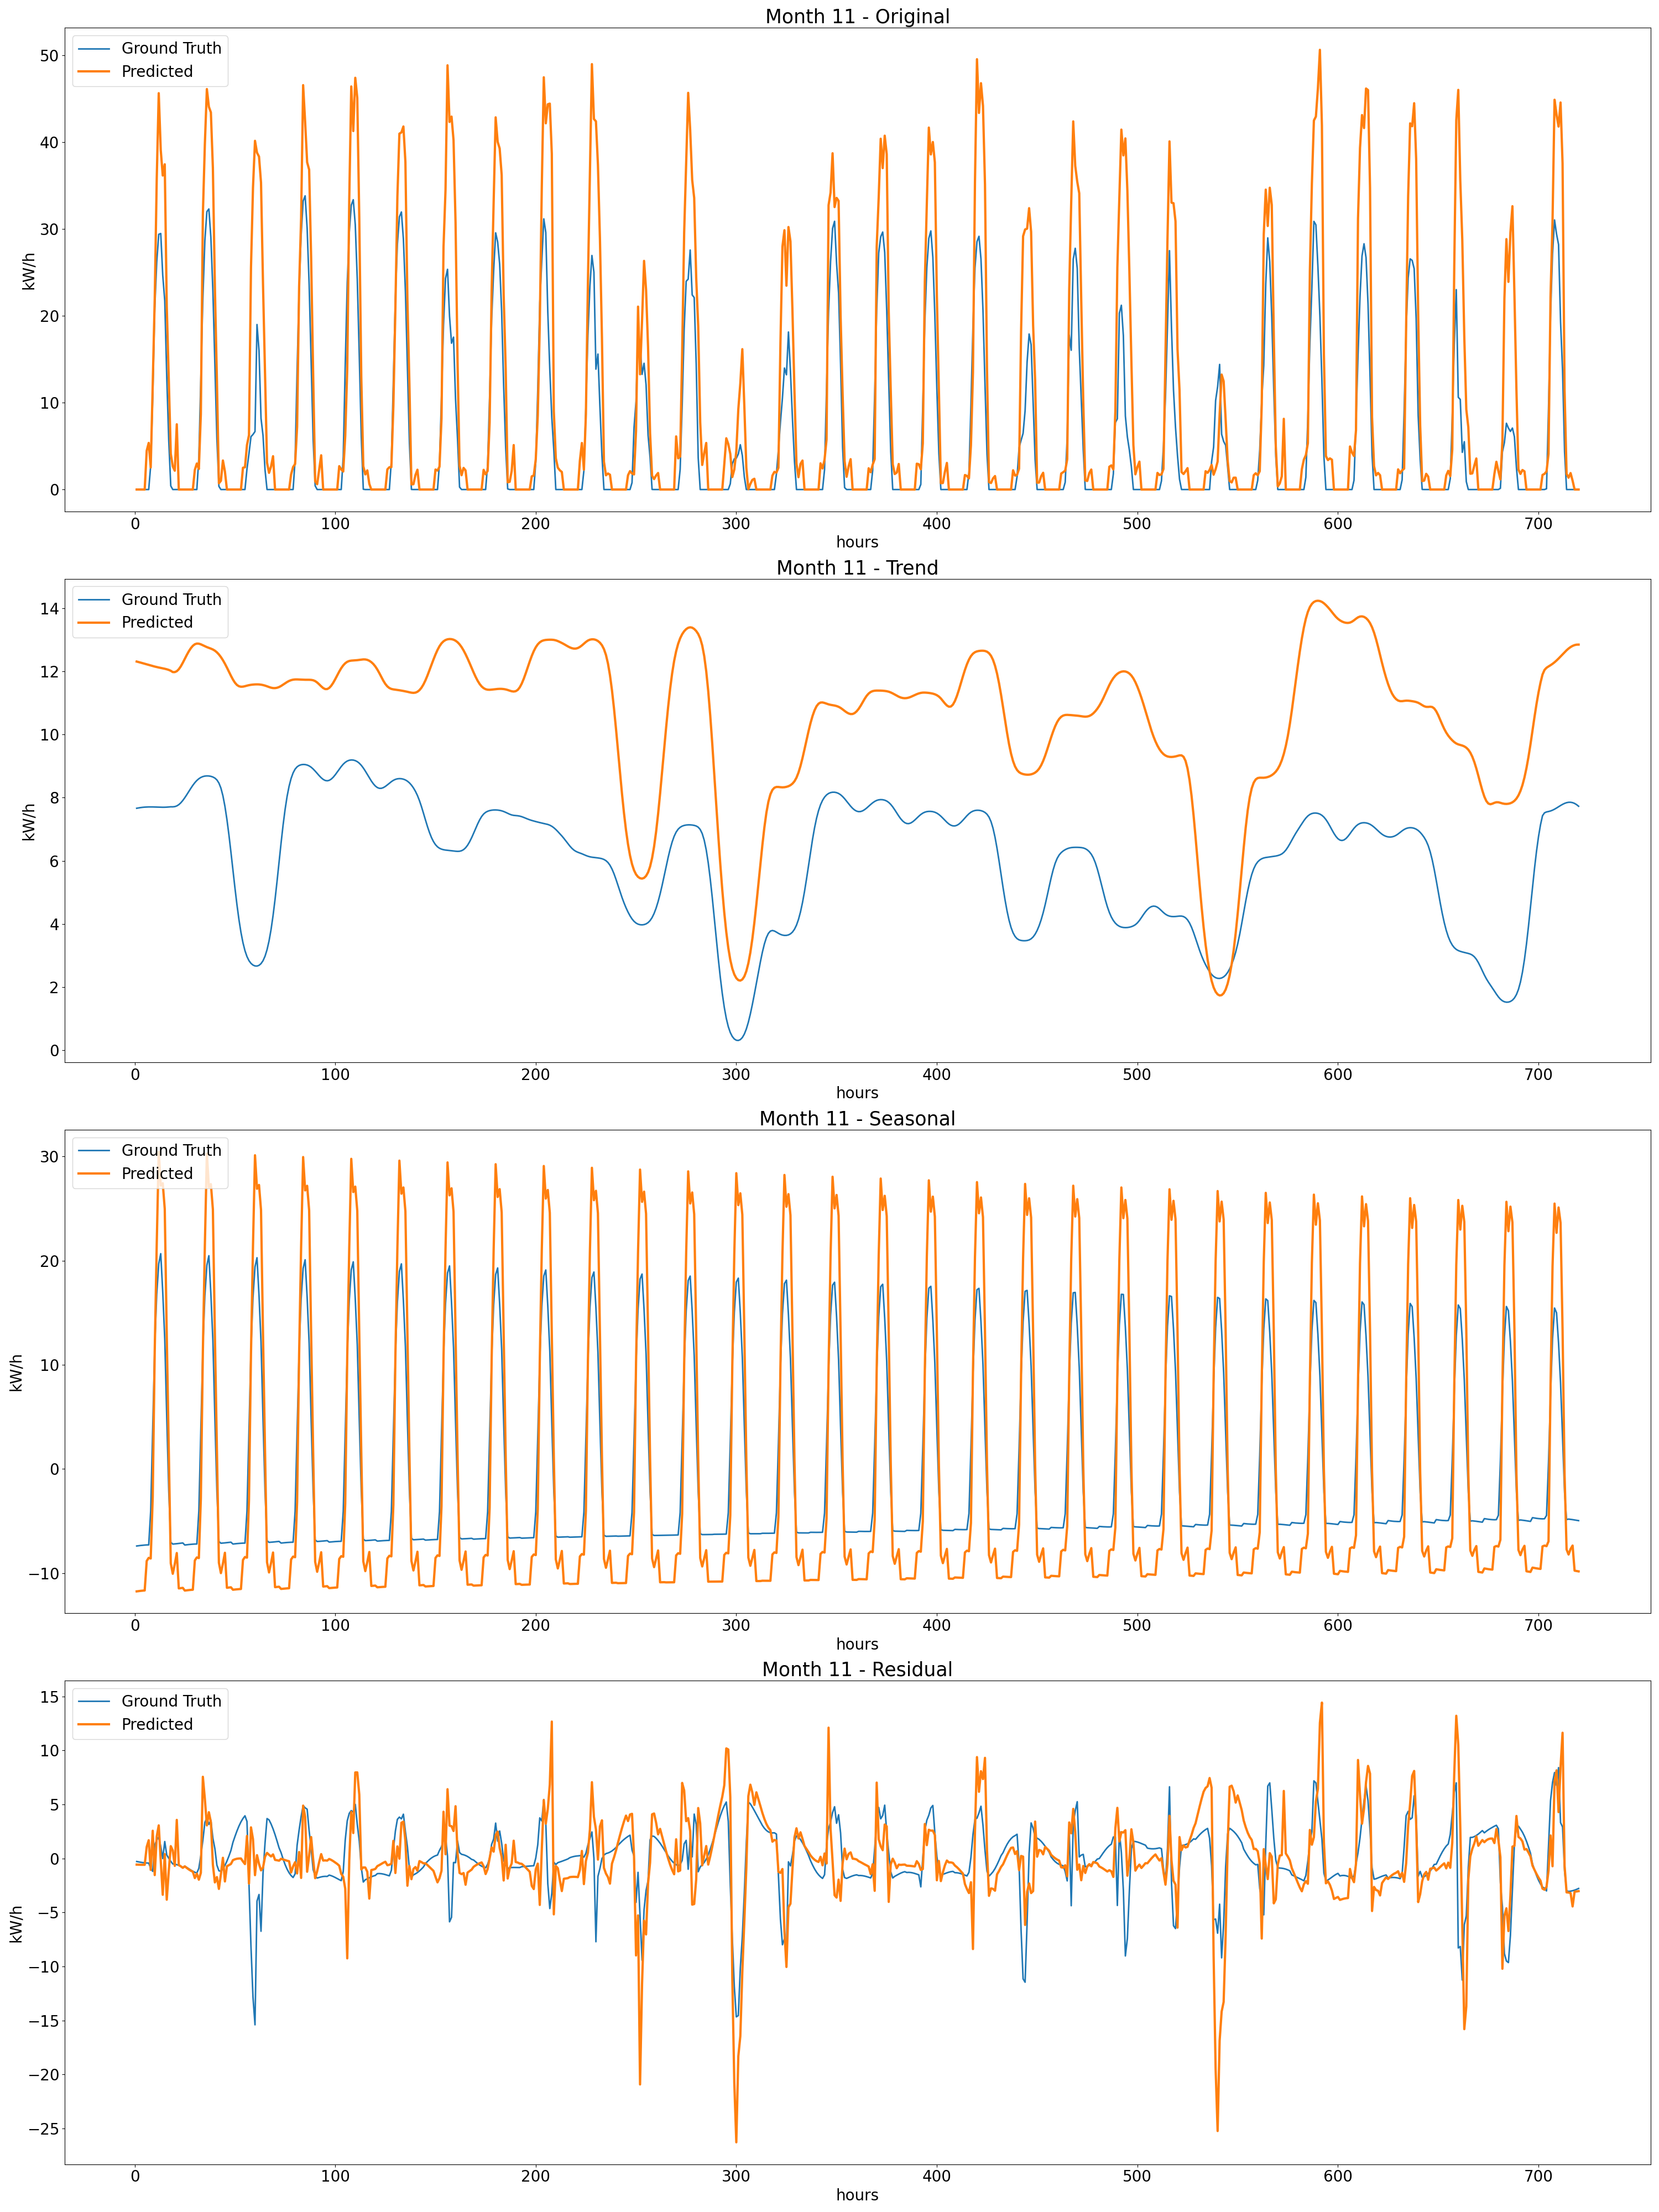 Month 11 - Original
Ground Truth
Predicted
50
40
30
20
10
0
kW/h
0 100 200 300 400 500 600 700
hours
Month 11 - Trend
Ground Truth
Predicted
14
12
10
8
6
4
2
0
kW/h
0 100 200 300 400 500 600 700
hours
Month 11 - Seasonal
Ground Truth
Predicted
30
20
10
0
−10
kW/h
0 100 200 300 400 500 600 700
hours
Month 11 - Residual
Ground Truth
Predicted
15
10
5
0
−5
−10
−15
−20
−25
kW/h
0 100 200 300 400 500 600 700
hours